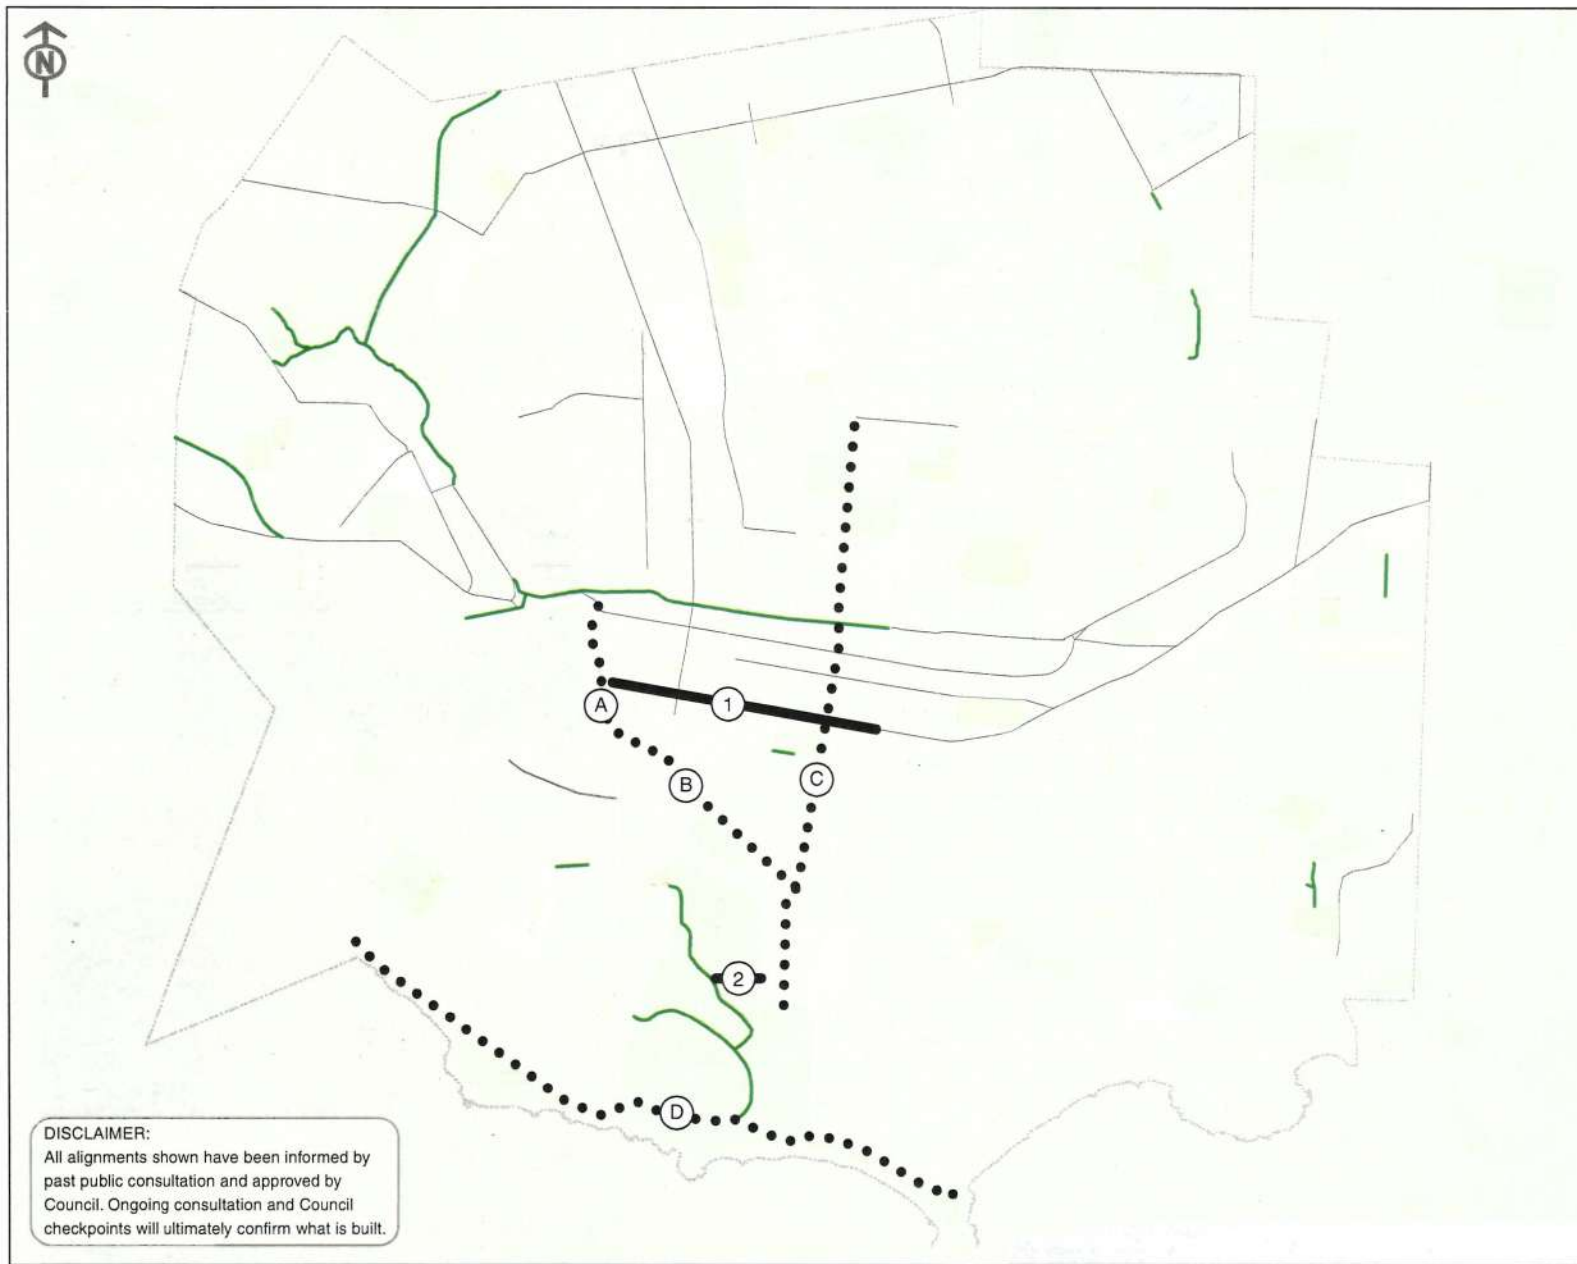 N
A
1
B
C
2
D
DISCLAIMER:
All alignments shown have been informed by
past public consultation and approved by
Council. Ongoing consultation and Council
checkpoints will ultimately confirm what is built.